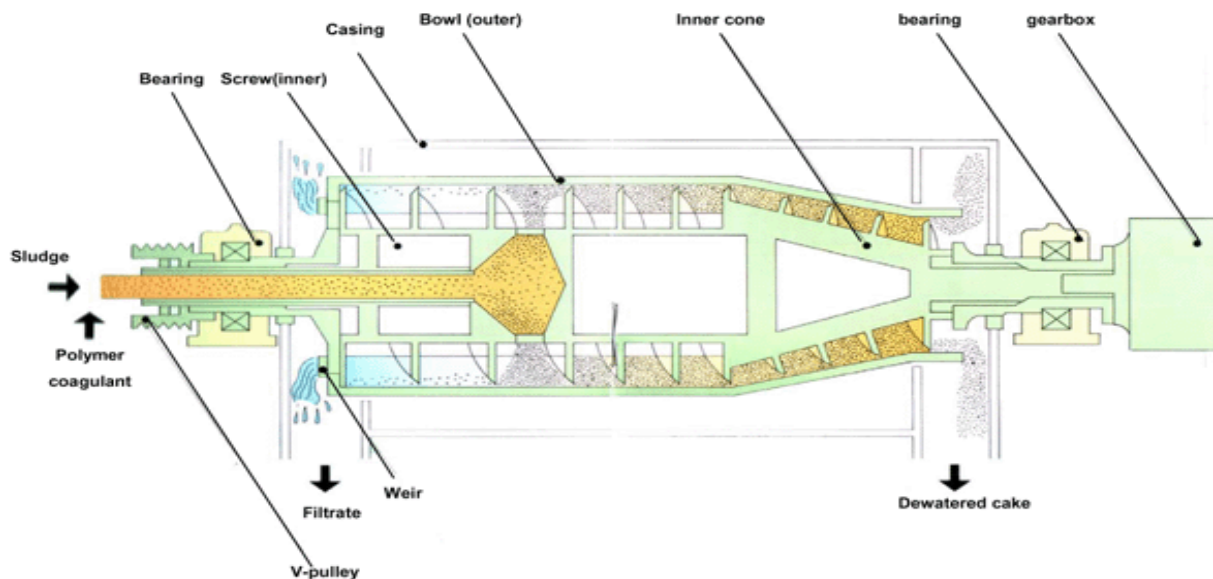 Bowl (outer)
Inner cone
bearing
gearbox
Casing
Bearing
Screw(inner)
Sludge
Polymer
coagulant
Weir
Filtrate
Dewatered cake
V-pulley